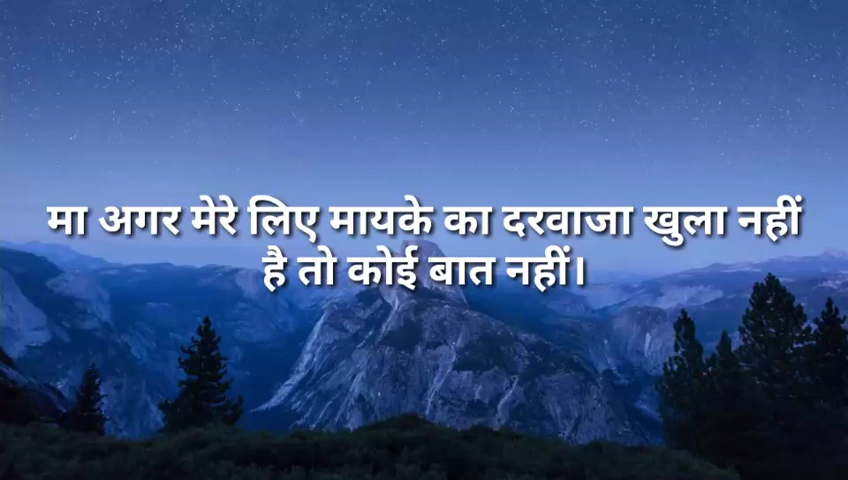 मा अगर मेरे लिए मायके का दरवाजा खुला नहीं
है तो कोई बात नहीं।